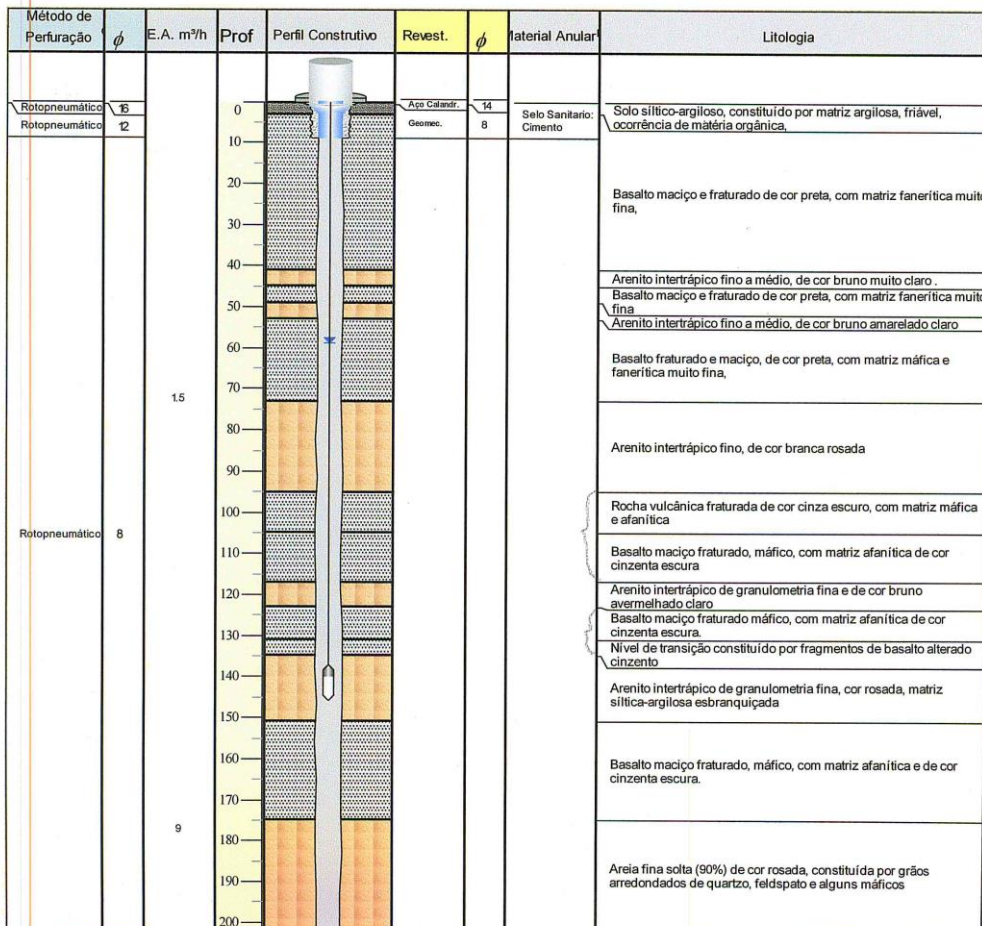 Método de
Perfuração
ϕ
E.A. m³/h
Prof
Perfil Construtivo
Revest.
ϕ
Material Anular
Litologia
Rotopneumático
16
Rotopneumático
12
Aço Calandr.
14
Geomec.
8
Selo Sanitario:
Cimento
0
10
20
30
40
50
60
70
80
90
100
110
120
130
140
150
160
170
180
190
200
1.5
9
Rotopneumático
8
Solo síltico-argiloso, constituído por matriz argilosa, friável,
ocorrência de matéria orgânica,
Basalto maciço e fraturado de cor preta, com matriz fanerítica muito
fina,
Arenito intertrápico fino a médio, de cor bruno muito claro .
Basalto maciço e fraturado de cor preta, com matriz fanerítica muito
fina
Arenito intertrápico fino a médio, de cor bruno amarelado claro
Basalto fraturado e maciço, de cor preta, com matriz máfica e
fanerítica muito fina,
Arenito intertrápico fino, de cor branca rosada
Rocha vulcânica fraturada de cor cinza escuro, com matriz máfica
e afanítica
Basalto maciço fraturado, máfico, com matriz afanítica de cor
cinzenta escura
Arenito intertrápico de granulometria fina e de cor bruno
avermelhado claro
Basalto maciço fraturado máfico, com matriz afanítica de cor
cinzenta escura.
Nível de transição constituído por fragmentos de basalto alterado
cinzento
Arenito intertrápico de granulometria fina, cor rosada, matriz
síltica-argilosa esbranquiçada
Basalto maciço fraturado, máfico, com matriz afanítica e de cor
cinzenta escura.
Areia fina solta (90%) de cor rosada, constituída por grãos
arredondados de quartzo, feldspato e alguns máficos